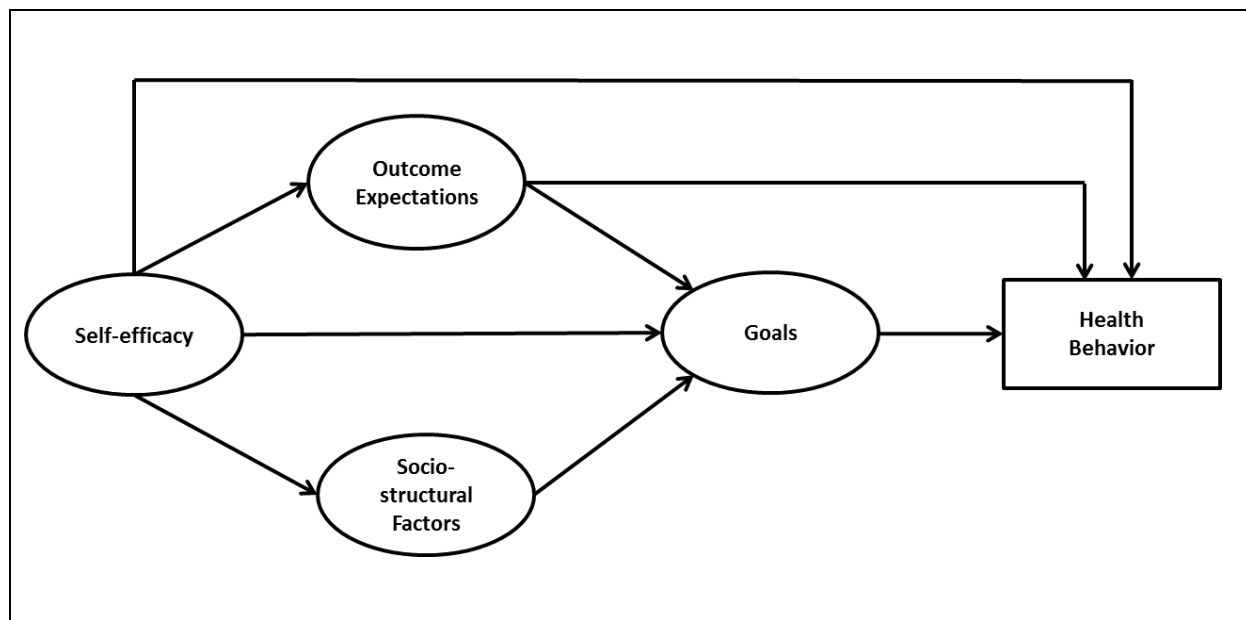 Outcome
Expectations
Self-efficacy
Goals
Health
Behavior
Socio-
structural
Factors